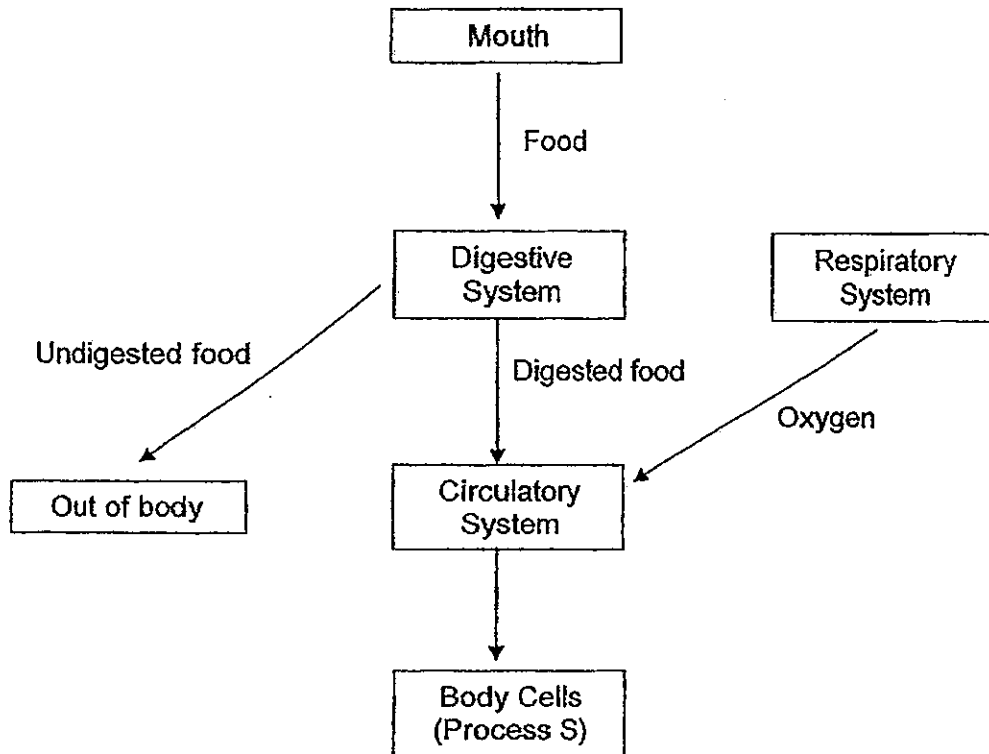 Mouth
Food
Digestive
System
Respiratory
System
Undigested food
Digested food
Oxygen
Out of body
Circulatory
System
Body Cells
(Process S)